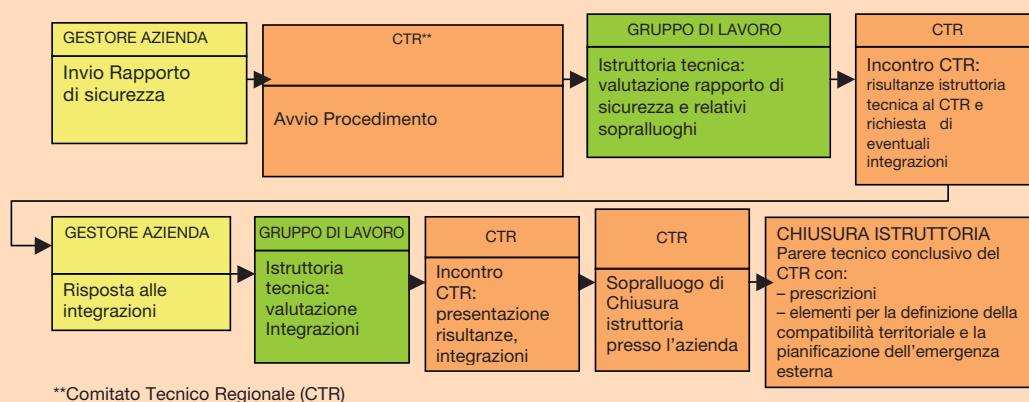 GESTORE AZIENDA
Invio Rapporto
di sicurezza
CTR**
Avvio Procedimento
GRUPPO DI LAVORO
Istruttoria tecnica:
valutazione rapporto di
sicurezza e relativi
sopralluoghi
CTR
Incontro CTR:
risultanze istruttoria
tecnica al CTR e
richiesta di
eventuali
integrazioni)
GESTORE AZIENDA
Risposta alle
integrazioni
GRUPPO DI LAVORO
Istruttoria
tecnica:
valutazione
Integrazioni
CTR
Incontro
CTR:
presentazione
risultanze,
integrazioni)
CTR
Sopralluogo di
Chiusura
istruttoria
presso l'azienda
CHIUSURA ISTRUTTORIA
Parere tecnico conclusivo del
CTR con:
– prescrizioni
– elementi per la definizione della
compatibilità territoriale e la
pianificazione dell'emergenza
esterna
**Comitato Tecnico Regionale (CTR)